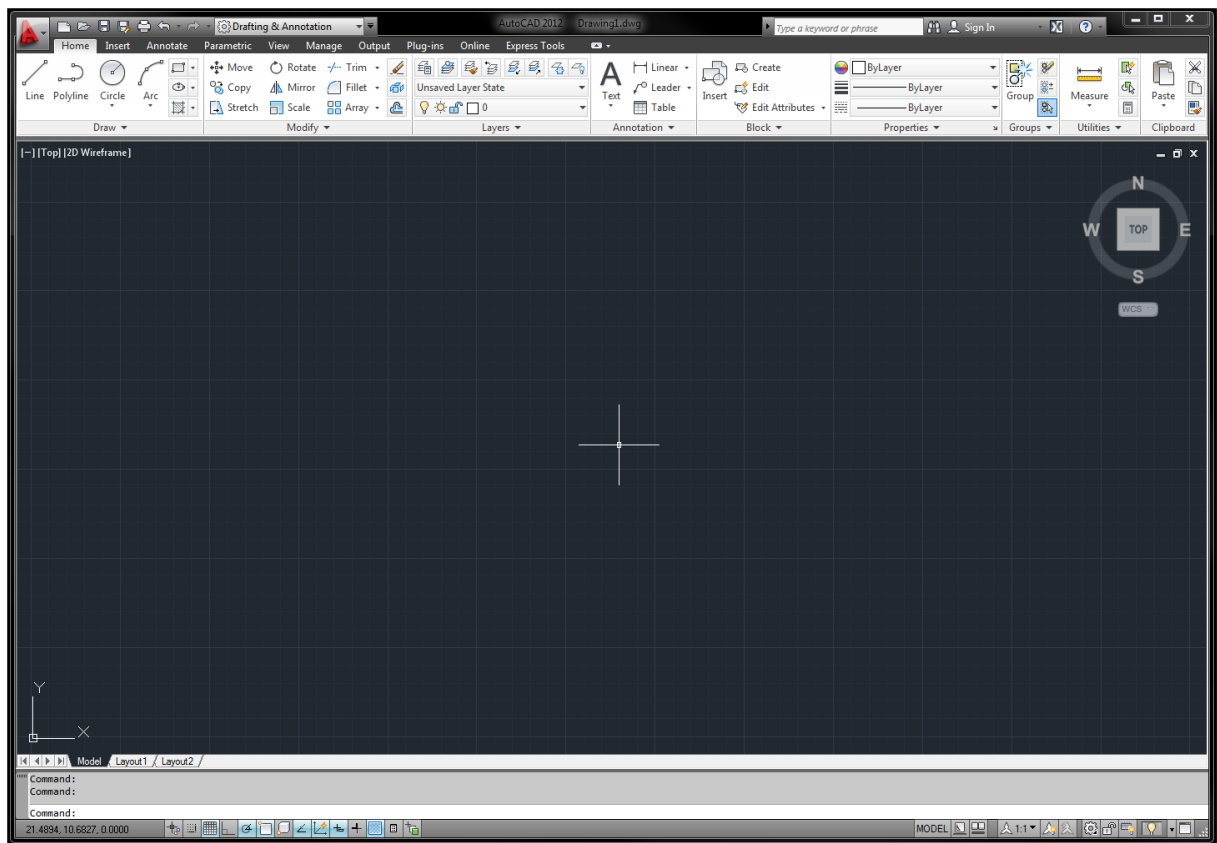 Drafting & Annotation AutoCAD 2012 Drawing1.dwg Type a keyword or phrase Sign In
Home Insert Annotate Parametric View Manage Output Plug-ins Online Express Tools
Move Rotate Trim ByLayer
Linear Create
Line Polyline Circle Arc Copy Mirror Fillet Unsaved Layer State Text Leader Insert Edit ByLayer Group Measure Paste
Stretch Scale Array 0 Table Edit Attributes ByLayer
Draw Modify Layers Annotation Block Properties Groups Utilities Clipboard
[−] [Top] [2D Wireframe]
N
W TOP E
S
WCS
Y
X
Model Layout1 Layout2
Command:
Command:
Command:
21.4894, 10.6827, 0.0000 MODEL 1:1